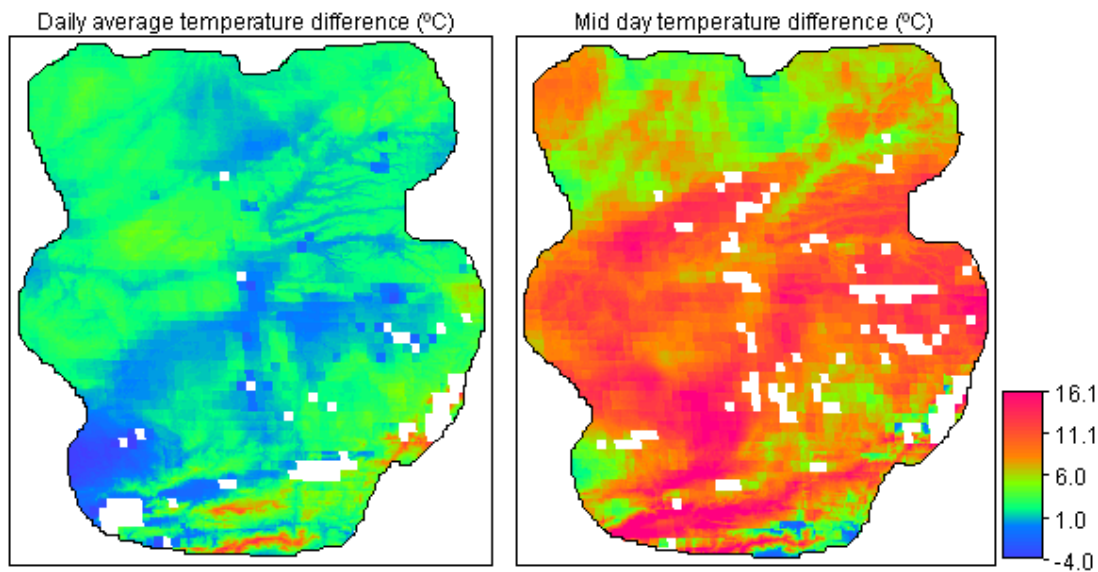 Daily average temperature difference (ºC)
Mid day temperature difference (ºC)
16.1
11.1
6.0
1.0
-4.0